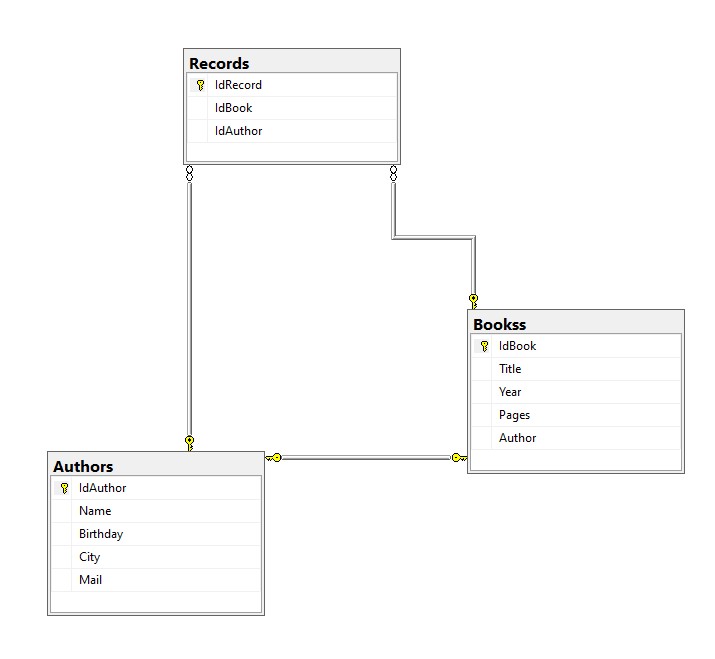 Records
IdRecord
IdBook
IdAuthor
Bookss
IdBook
Title
Year
Pages
Author
Authors
IdAuthor
Name
Birthday
City
Mail